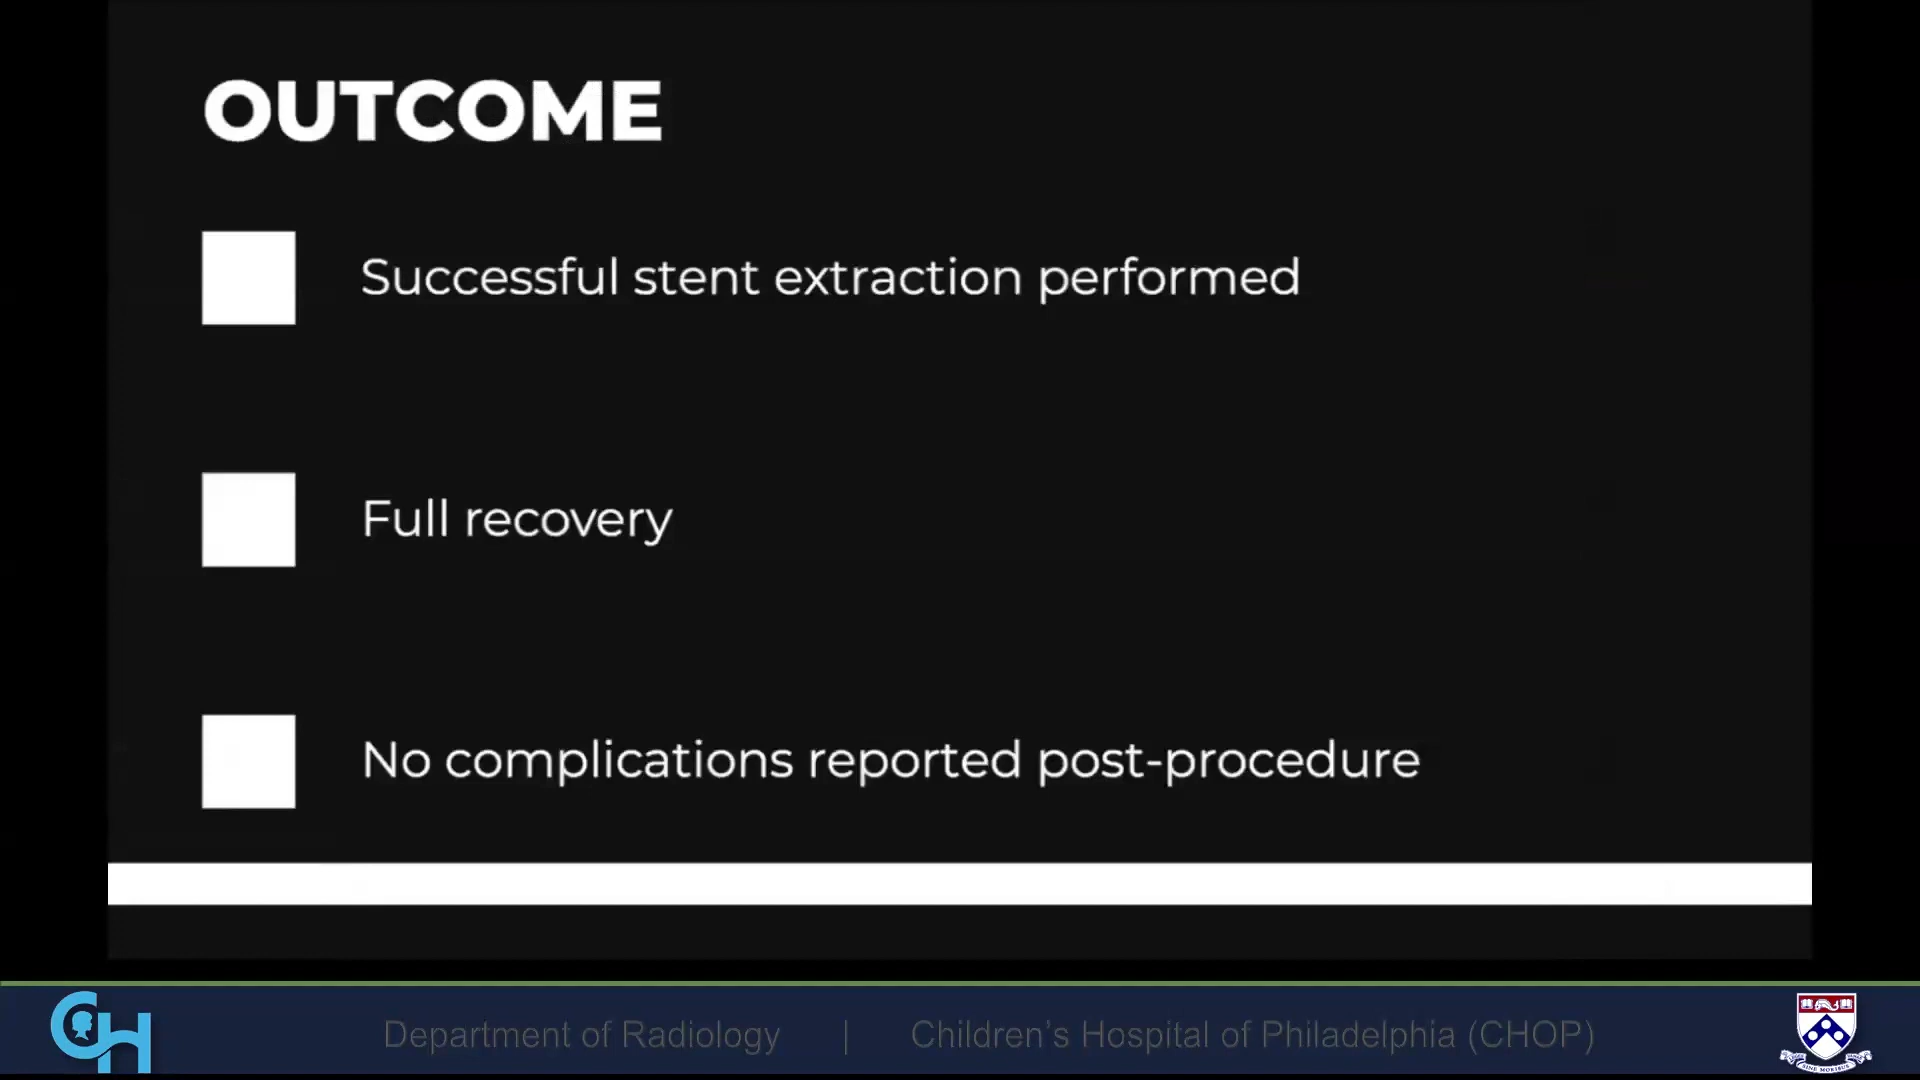 OUTCOME
Successful stent extraction performed
Full recovery
No complications reported post-procedure
Department of Radiology | Children's Hospital of Philadelphia (CHOP)
CH